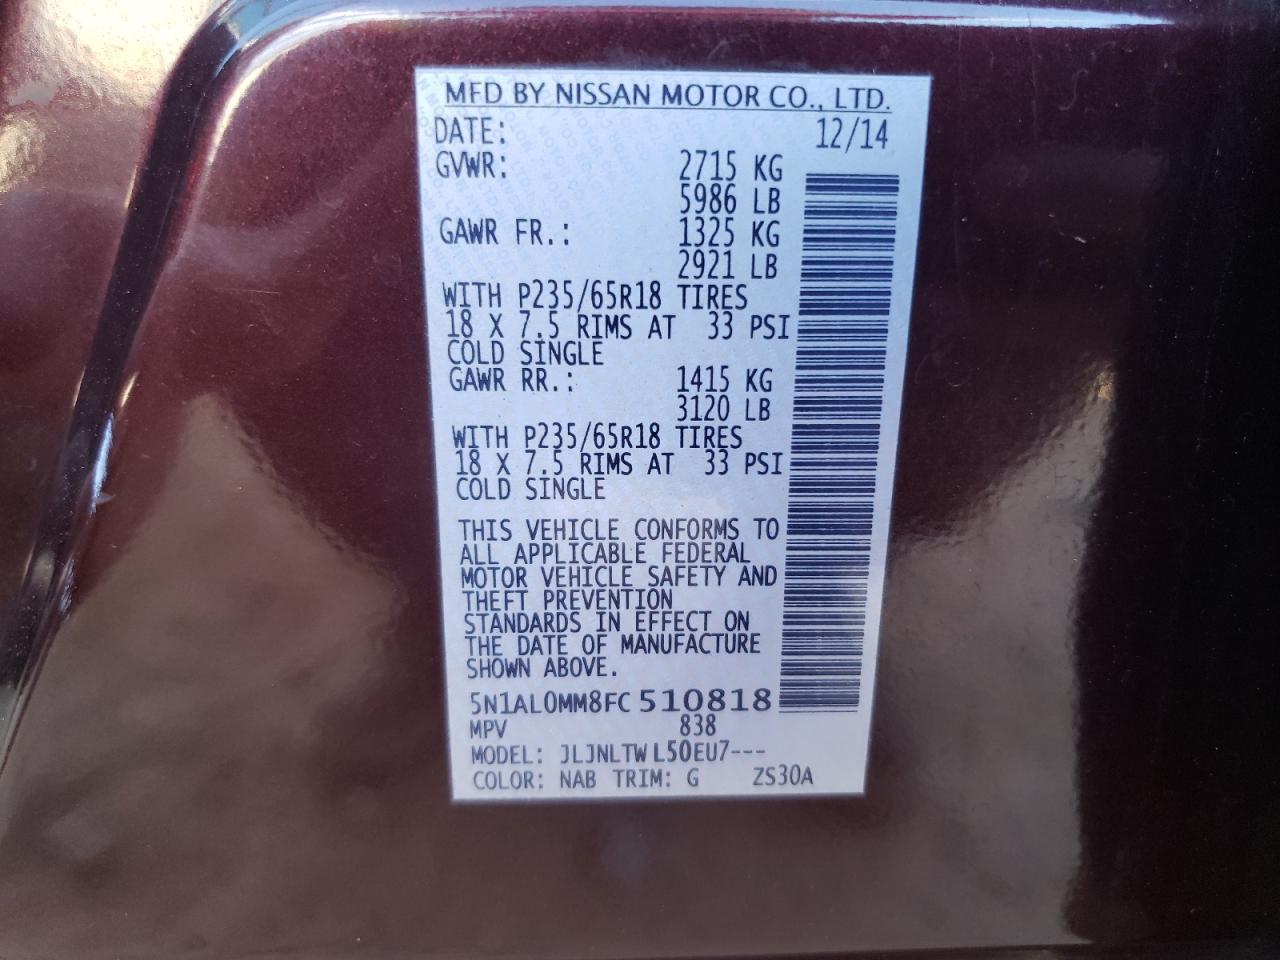 MFD BY NISSAN MOTOR CO., LTD.
DATE: 12/14
GVWR: 2715 KG
5986 LB
GAWR FR.: 1325 KG
2921 LB
WITH P235/65R18 TIRES
18 X 7.5 RIMS AT 33 PSI
COLD SINGLE
GAWR RR.: 1415 KG
3120 LB
WITH P235/65R18 TIRES
18 X 7.5 RIMS AT 33 PSI
COLD SINGLE
THIS VEHICLE CONFORMS TO
ALL APPLICABLE FEDERAL
MOTOR VEHICLE SAFETY AND
THEFT PREVENTION
STANDARDS IN EFFECT ON
THE DATE OF MANUFACTURE
SHOWN ABOVE.
5N1AL0MM8FC 510818
MPV 838
MODEL: JLJNLTW L50EU7---
COLOR: NAB TRIM: G ZS30A